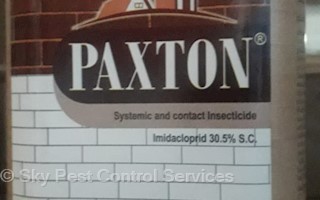 PAXTON®
Systemic and contact Insecticide
Imidacloprid 30.5% S.C.
© Sky Pest Control Services